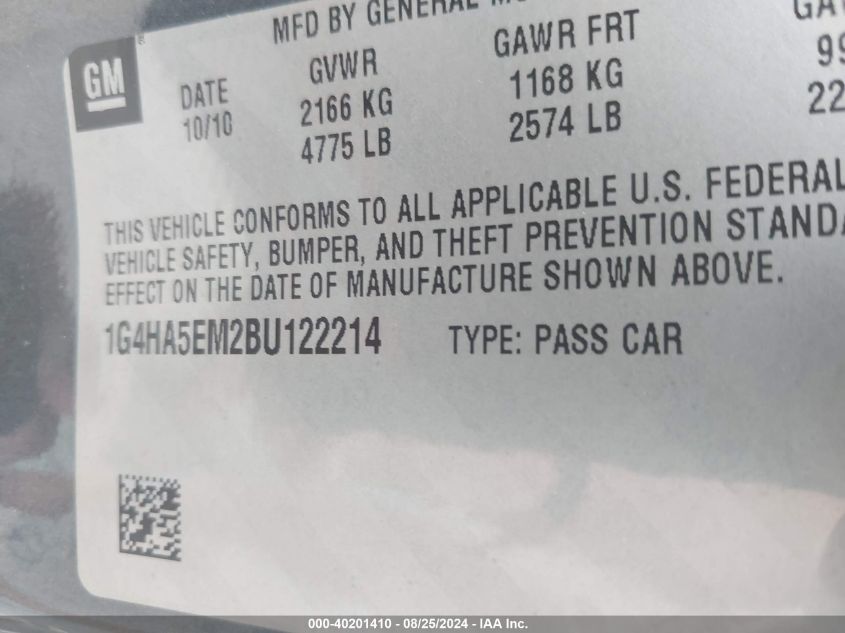 MFD BY GENERAL
GM
DATE GVWR GAWR FRT
10/10 2166 KG 1168 KG
4775 LB 2574 LB
THIS VEHICLE CONFORMS TO ALL APPLICABLE U.S. FEDERAL
VEHICLE SAFETY, BUMPER, AND THEFT PREVENTION
EFFECT ON THE DATE OF MANUFACTURE SHOWN ABOVE.
1G4HA5EM2BU122214 TYPE: PASS CAR
000-40201410 - 08/25/2024 - IAA Inc.